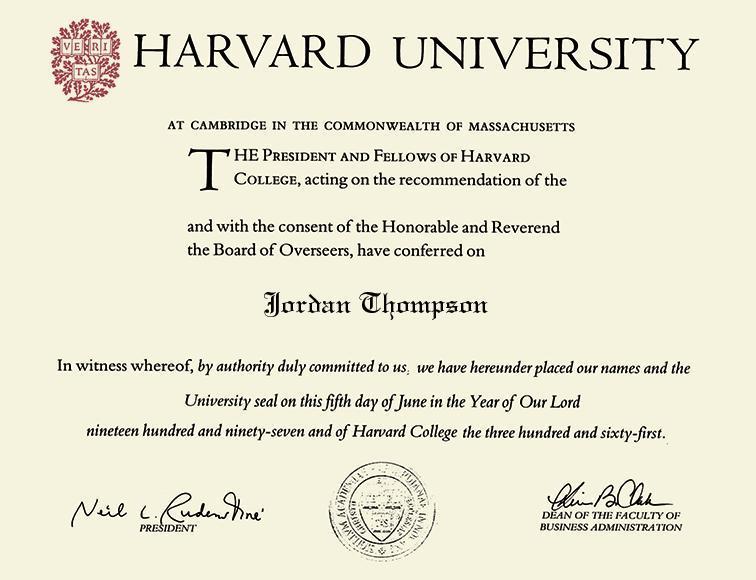 VE RI
TAS
HARVARD UNIVERSITY
AT CAMBRIDGE IN THE COMMONWEALTH OF MASSACHUSETTS
THE PRESIDENT AND FELLOWS OF HARVARD
COLLEGE, acting on the recommendation of the
and with the consent of the Honorable and Reverend
the Board of Overseers, have conferred on
Jordan Thompson
In witness whereof, by authority duly committed to us, we have hereunder placed our names and the
University seal on this fifth day of June in the Year of Our Lord
nineteen hundred and ninety-seven and of Harvard College the three hundred and sixty-first.
Neil L. Rudenstine
PRESIDENT
DEAN OF THE FACULTY OF
BUSINESS ADMINISTRATION